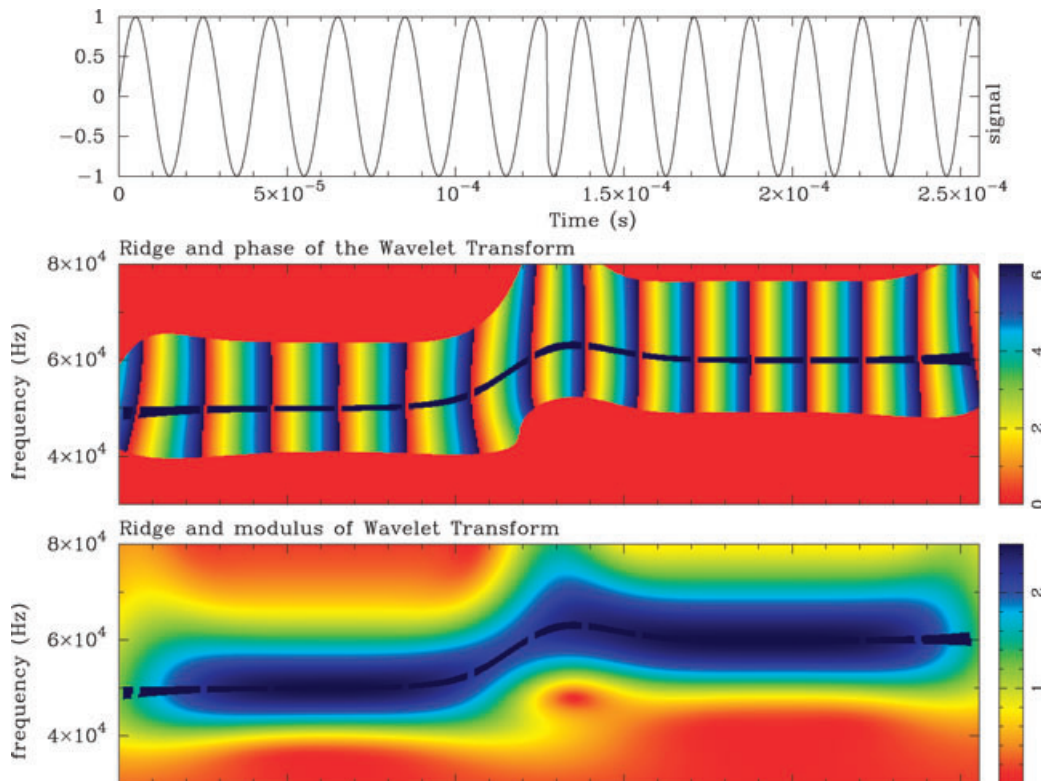 1
0.5
0
−0.5
−1
signal
0 5×10⁻⁵ 10⁻⁴ 1.5×10⁻⁴ 2×10⁻⁴ 2.5×10⁻⁴
Time (s)
Ridge and phase of the Wavelet Transform
8×10⁴
6×10⁴
4×10⁴
frequency (Hz)
6
4
2
0
Ridge and modulus of Wavelet Transform
8×10⁴
6×10⁴
4×10⁴
frequency (Hz)
2
1